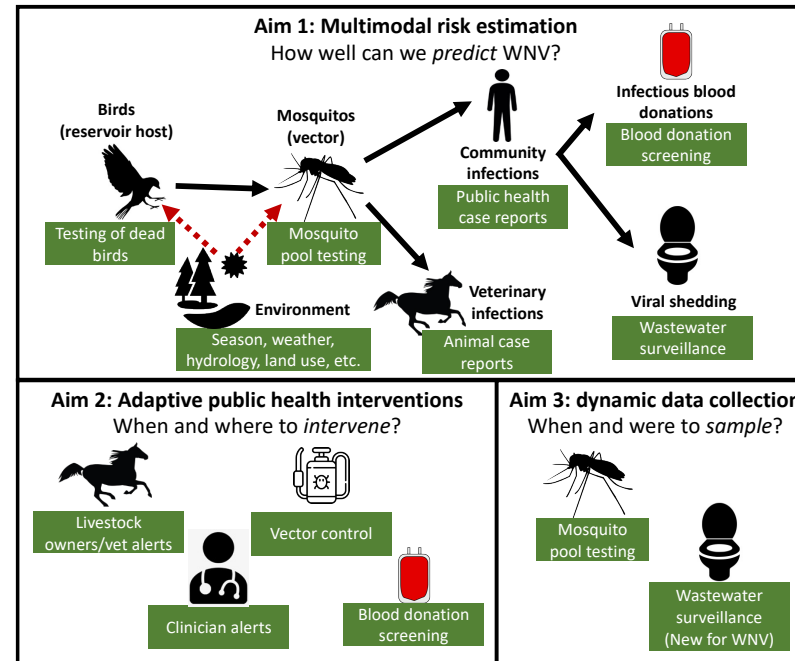 Aim 1: Multimodal risk estimation
How well can we predict WNV?
Birds
(reservoir host)
Testing of dead
birds
Mosquitos
(vector)
Mosquito
pool testing
Community
infections
Public health
case reports
Infectious blood
donations
Blood donation
screening
Environment
Season, weather,
hydrology, land use, etc.
Veterinary
infections
Animal case
reports
Viral shedding
Wastewater
surveillance
Aim 2: Adaptive public health interventions
When and where to intervene?
Livestock
owners/vet alerts
Vector control
Clinician alerts
Blood donation
screening
Aim 3: dynamic data collection
When and were to sample?
Mosquito
pool testing
Wastewater
surveillance
(New for WNV)